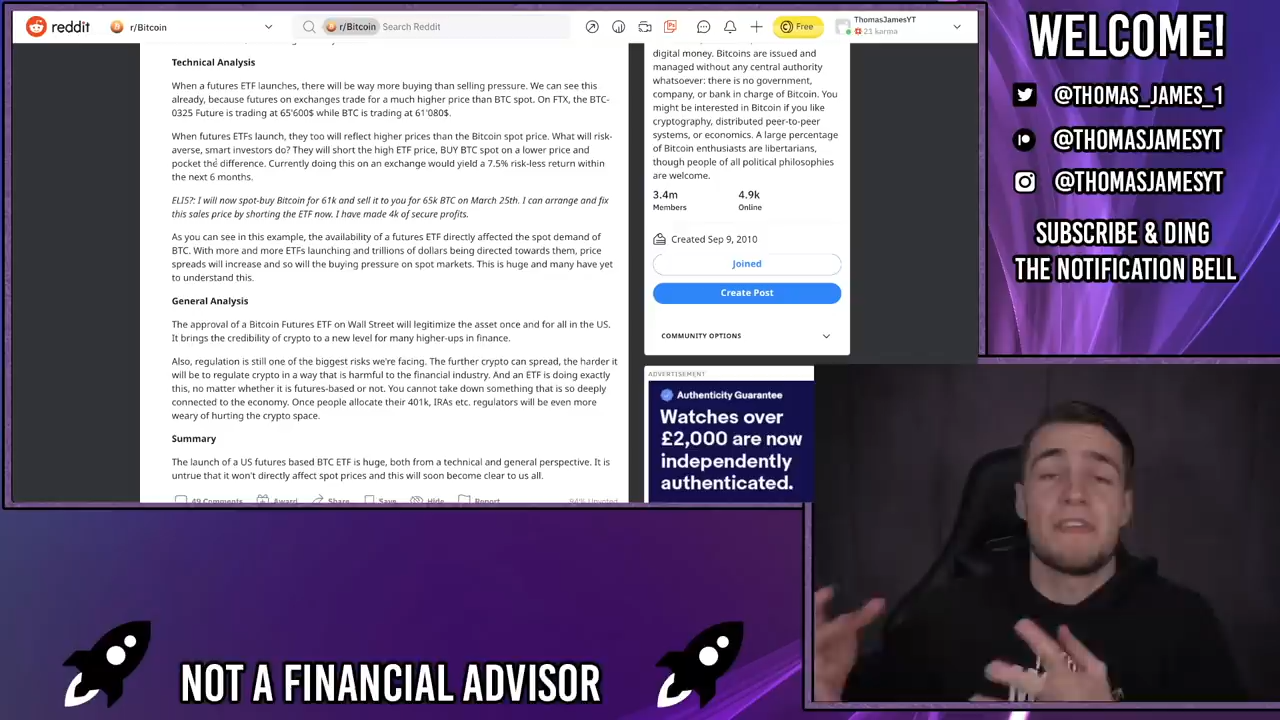 reddit
r/Bitcoin
r/Bitcoin
Search Reddit
Free
ThomasJamesYT
21 karma
Technical Analysis
When a futures ETF launches, there will be way more buying than selling pressure. We can see this
already, because futures on exchanges trade for a much higher price than BTC spot. On FTX, the BTC-
0325 Future is trading at 65'600$ while BTC is trading at 61'080$.
When futures ETFs launch, they too will reflect higher prices than the Bitcoin spot price. What will risk-
averse, smart investors do? They will short the high ETF price, BUY BTC spot on a lower price and
pocket the difference. Currently doing this on an exchange would yield a 7.5% risk-less return within
the next 6 months.
ELI5?: I will now spot-buy Bitcoin for 61k and sell it to you for 65k BTC on March 25th. I can arrange and fix
this sales price by shorting the ETF now. I have made 4k of secure profits.
As you can see in this example, the availability of a futures ETF directly affected the spot demand of
BTC. With more and more ETFs launching and trillions of dollars being directed towards them, price
spreads will increase and so will the buying pressure on spot markets. This is huge and many have yet
to understand this.
General Analysis
The approval of a Bitcoin Futures ETF on Wall Street will legitimize the asset once and for all in the US.
It brings the credibility of crypto to a new level for many higher-ups in finance.
Also, regulation is still one of the biggest risks we're facing. The further crypto can spread, the harder it
will be to regulate crypto in a way that is harmful to the financial industry. And an ETF is doing exactly
this, no matter whether it is futures-based or not. You cannot take down something that is so deeply
connected to the economy. Once people allocate their 401k, IRAs etc. regulators will be even more
weary of hurting the crypto space.
Summary
The launch of a US futures based BTC ETF is huge, both from a technical and general perspective. It is
untrue that it won't directly affect spot prices and this will soon become clear to us all.
49 Comments
Award
Share
Save
Hide
Report
94% Upvoted
digital money. Bitcoins are issued and
managed without any central authority
whatsoever: there is no government,
company, or bank in charge of Bitcoin. You
might be interested in Bitcoin if you like
cryptography, distributed peer-to-peer
systems, or economics. A large percentage
of Bitcoin enthusiasts are libertarians,
though people of all political philosophies
are welcome.
3.4m
Members
4.9k
Online
Created Sep 9, 2010
Joined
Create Post
COMMUNITY OPTIONS
ADVERTISEMENT
Authenticity Guarantee
Watches over
£2,000 are now
independently
authenticated.
WELCOME!
@THOMAS_JAMES_1
@THOMASJAMESYT
@THOMASJAMESYT
SUBSCRIBE & DING
THE NOTIFICATION BELL
NOT A FINANCIAL ADVISOR